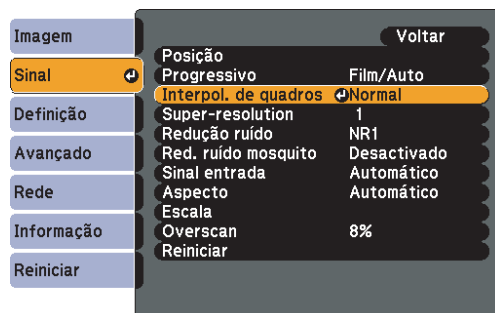 Imagem
Sinal
Definição
Avançado
Rede
Informação
Reiniciar
Voltar
Posição
Progressivo Film/Auto
Interpol. de quadros Normal
Super-resolution 1
Redução ruído NR1
Red. ruído mosquito Desactivado
Sinal entrada Automático
Aspecto Automático
Escala
Overscan 8%
Reiniciar